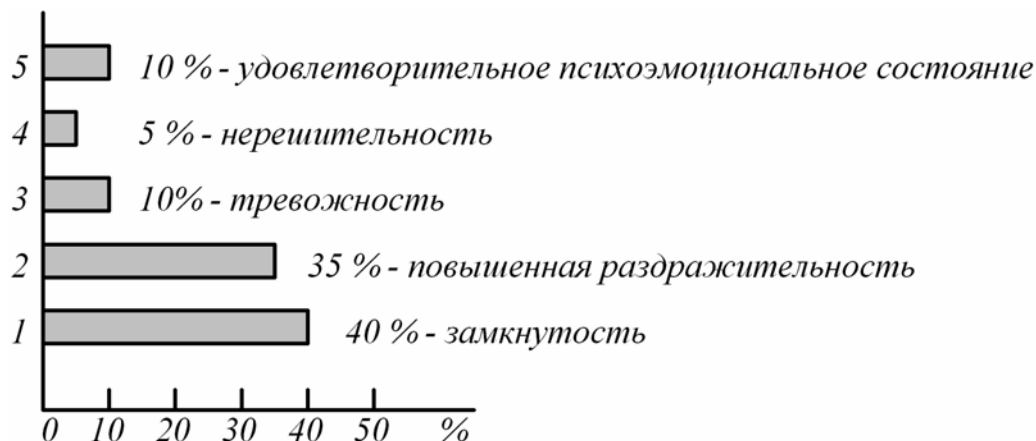 5 10 % - удовлетворительное психоэмоциональное состояние
4 5 % - нерешительность
3 10% - тревожность
2 35 % - повышенная раздражительность
1 40 % - замкнутость
0 10 20 30 40 50 %